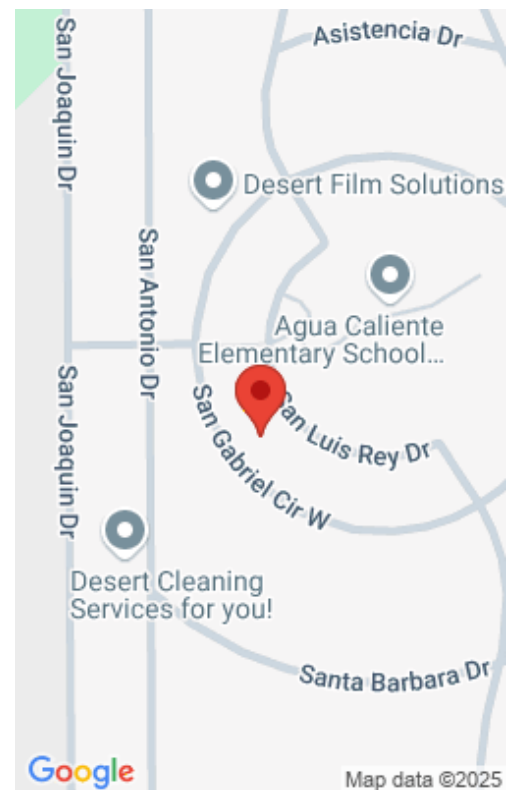 Asistencia Dr
San Joaquin Dr
Desert Film Solutions
San Antonio Dr
Agua Caliente
Elementary School...
San Joaquin Dr
San Gabriel Cir W
San Luis Rey Dr
Desert Cleaning
Services for you!
Santa Barbara Dr
Google
Map data ©2025